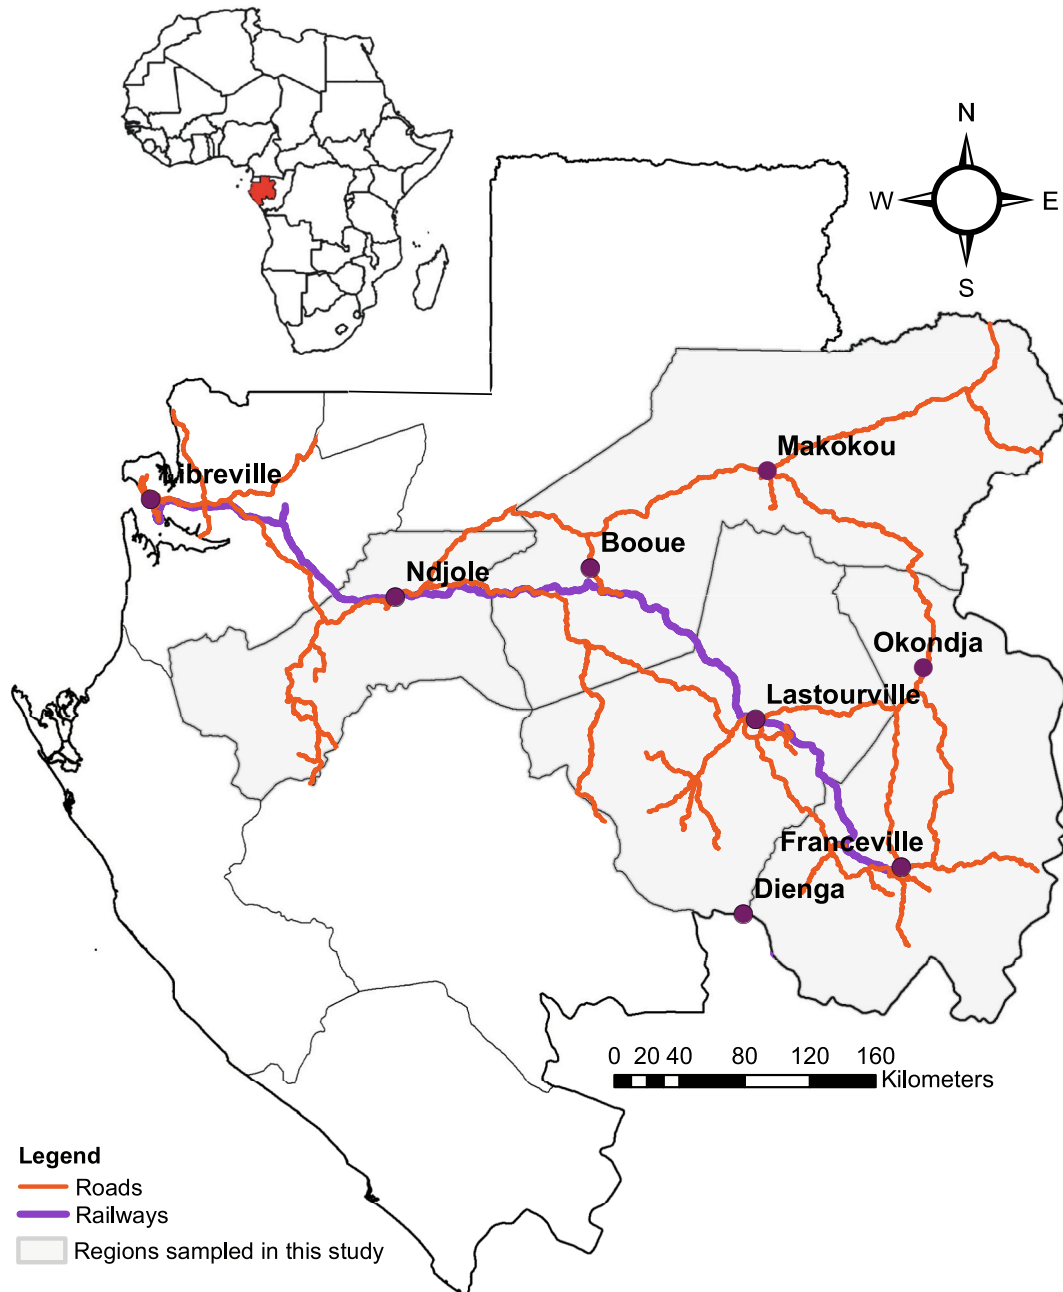 N
W
E
S
Makokou
Libreville
Booue
Ndjole
Okondja
Lastourville
Franceville
Dienga
0 20 40 80 120 160
Kilometers
Legend
Roads
Railways
Regions sampled in this study